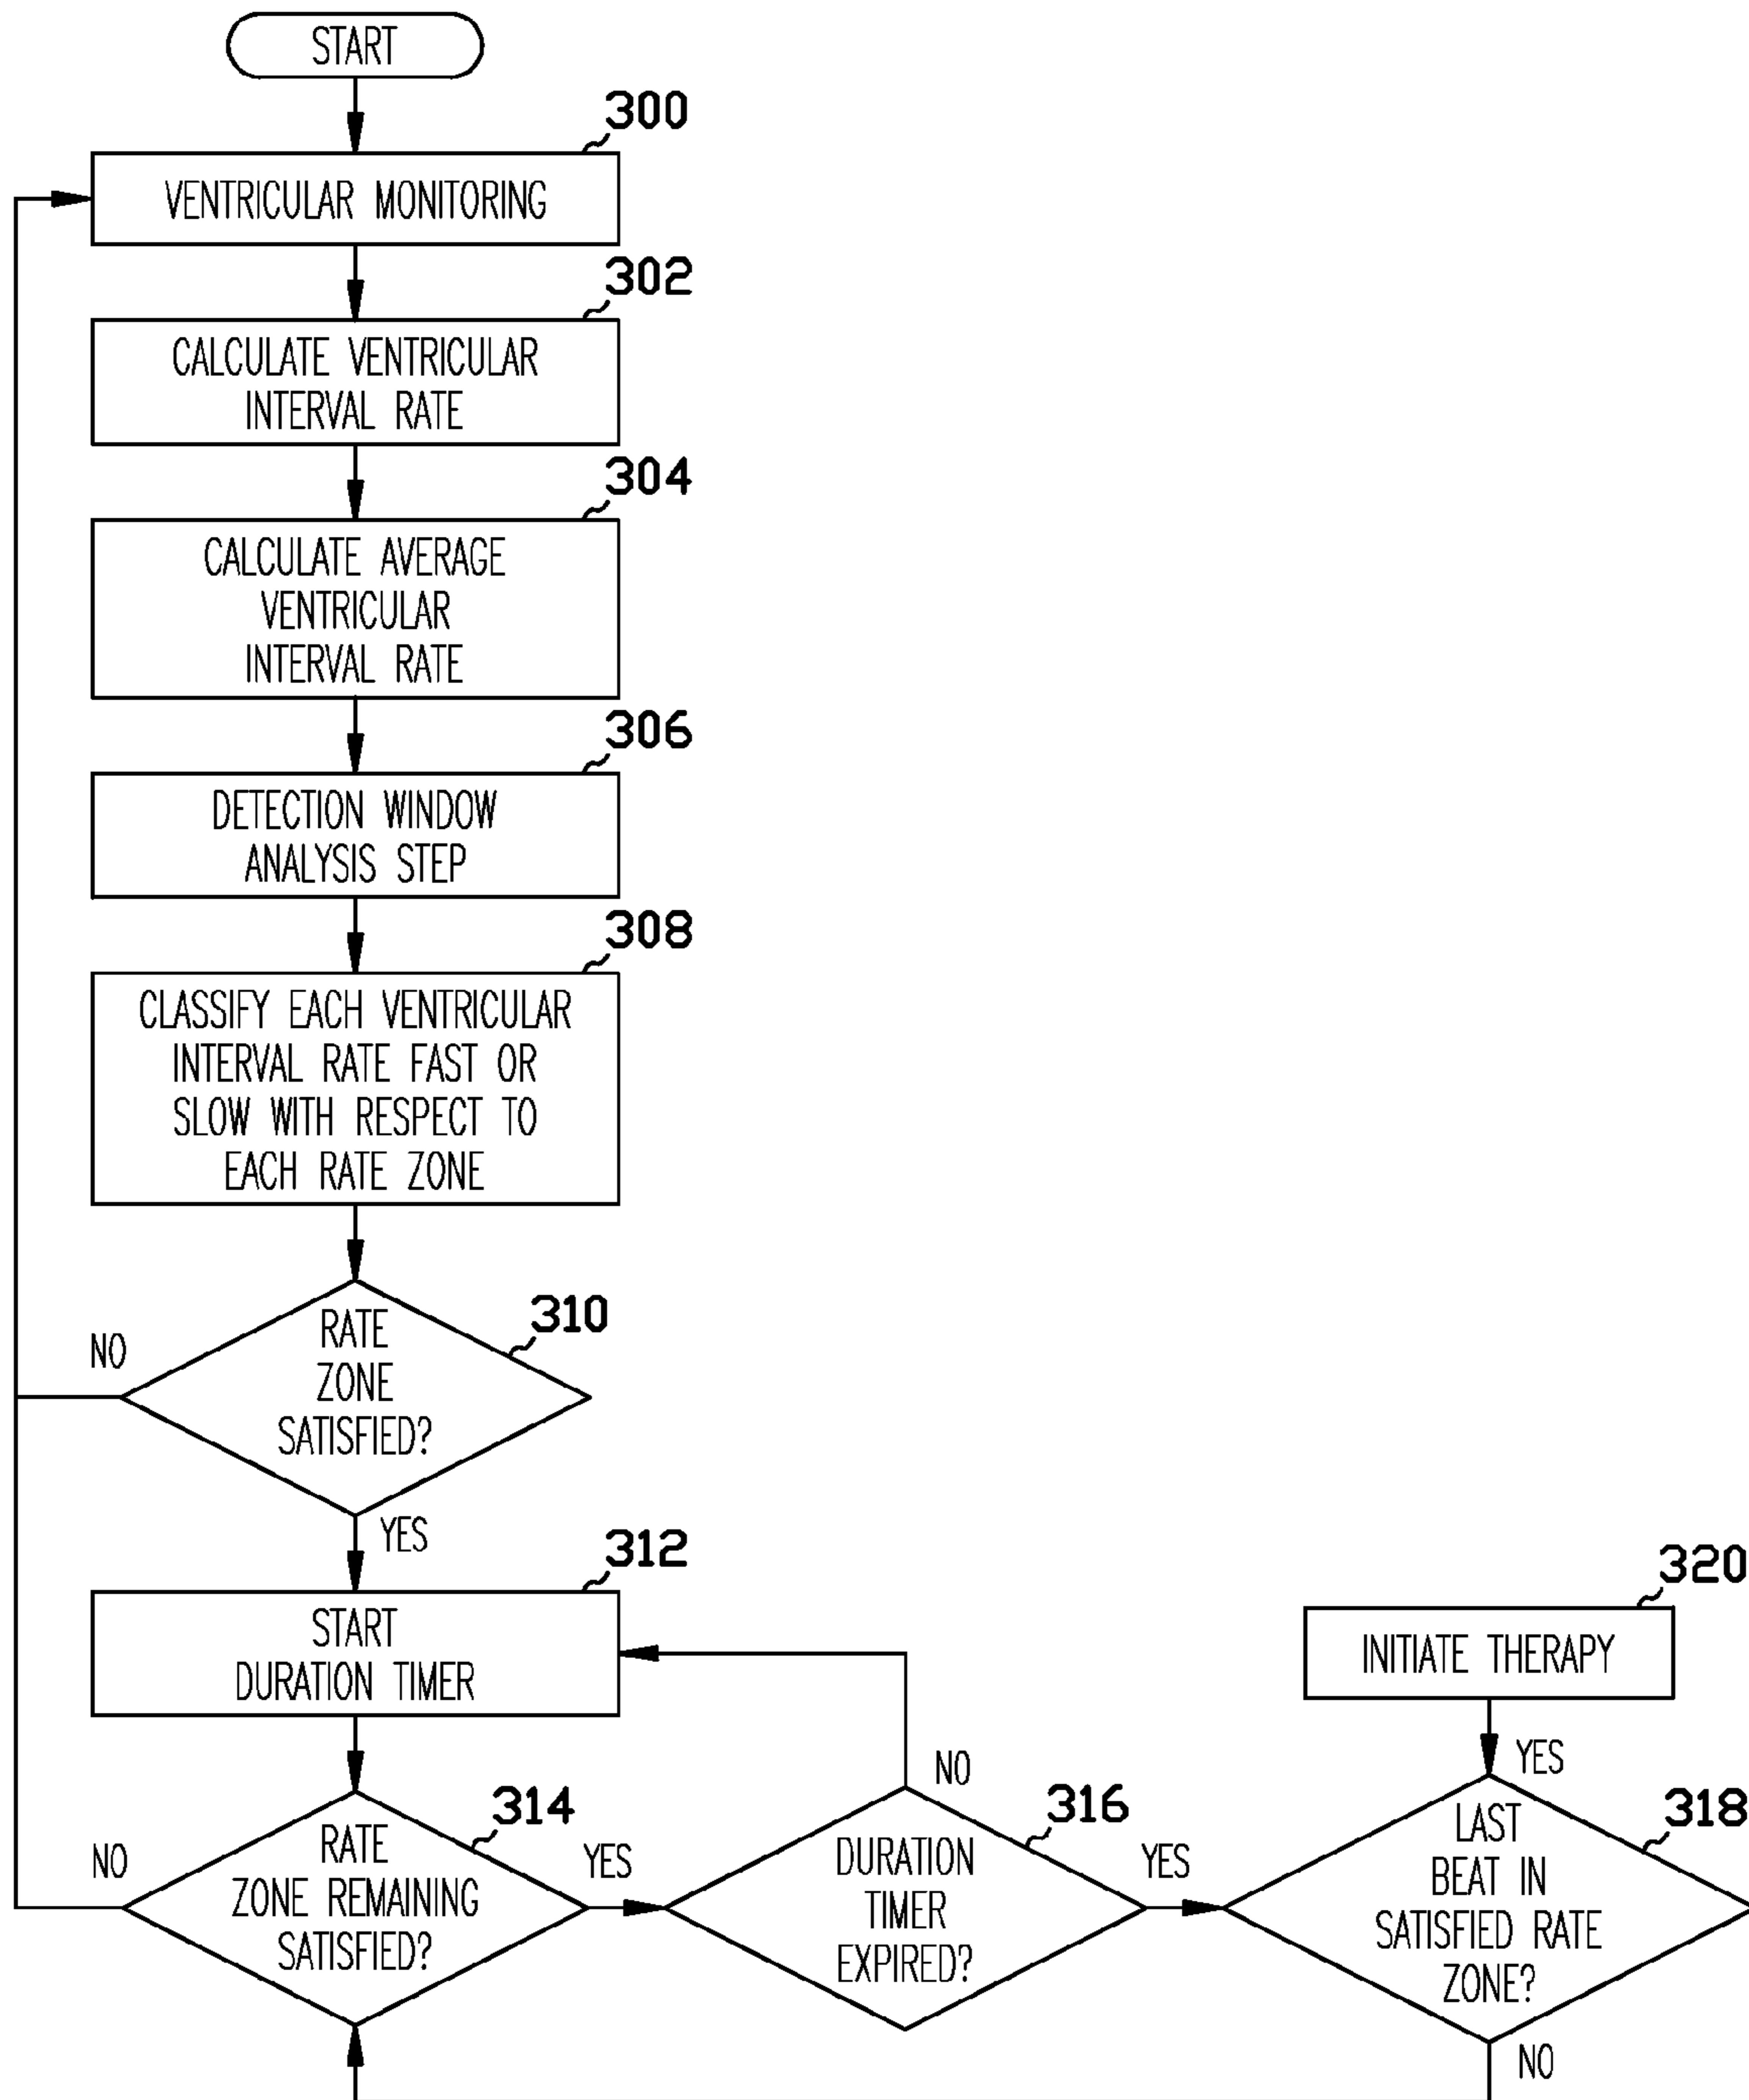 START
300
VENTRICULAR MONITORING
302
CALCULATE VENTRICULAR
INTERVAL RATE
304
CALCULATE AVERAGE
VENTRICULAR
INTERVAL RATE
306
DETECTION WINDOW
ANALYSIS STEP
308
CLASSIFY EACH VENTRICULAR
INTERVAL RATE FAST OR
SLOW WITH RESPECT TO
EACH RATE ZONE
310
NO
RATE
ZONE
SATISFIED?
YES
312
START
DURATION TIMER
320
INITIATE THERAPY
314
NO
RATE
ZONE REMAINING
SATISFIED?
YES
NO
316
DURATION
TIMER
EXPIRED?
YES
YES
318
LAST
BEAT IN
SATISFIED RATE
ZONE?
NO